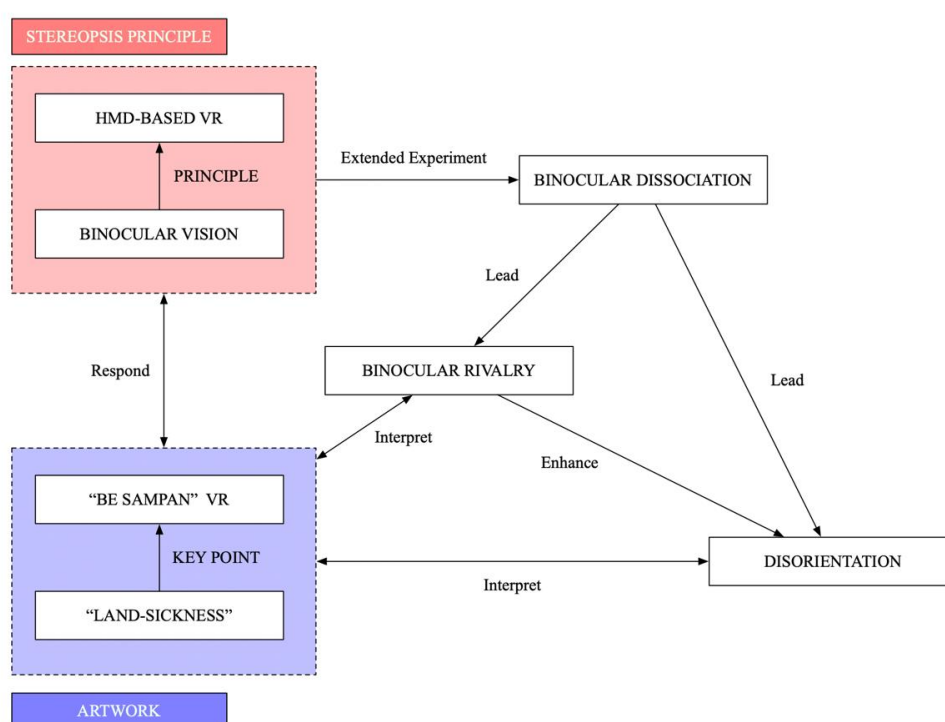 STEREOPSIS PRINCIPLE
HMD-BASED VR
PRINCIPLE
BINOCULAR VISION
Extended Experiment
BINOCULAR DISSOCIATION
Lead
Respond
BINOCULAR RIVALRY
Lead
Interpret
Enhance
“BE SAMPAN” VR
KEY POINT
“LAND-SICKNESS”
Interpret
DISORIENTATION
ARTWORK